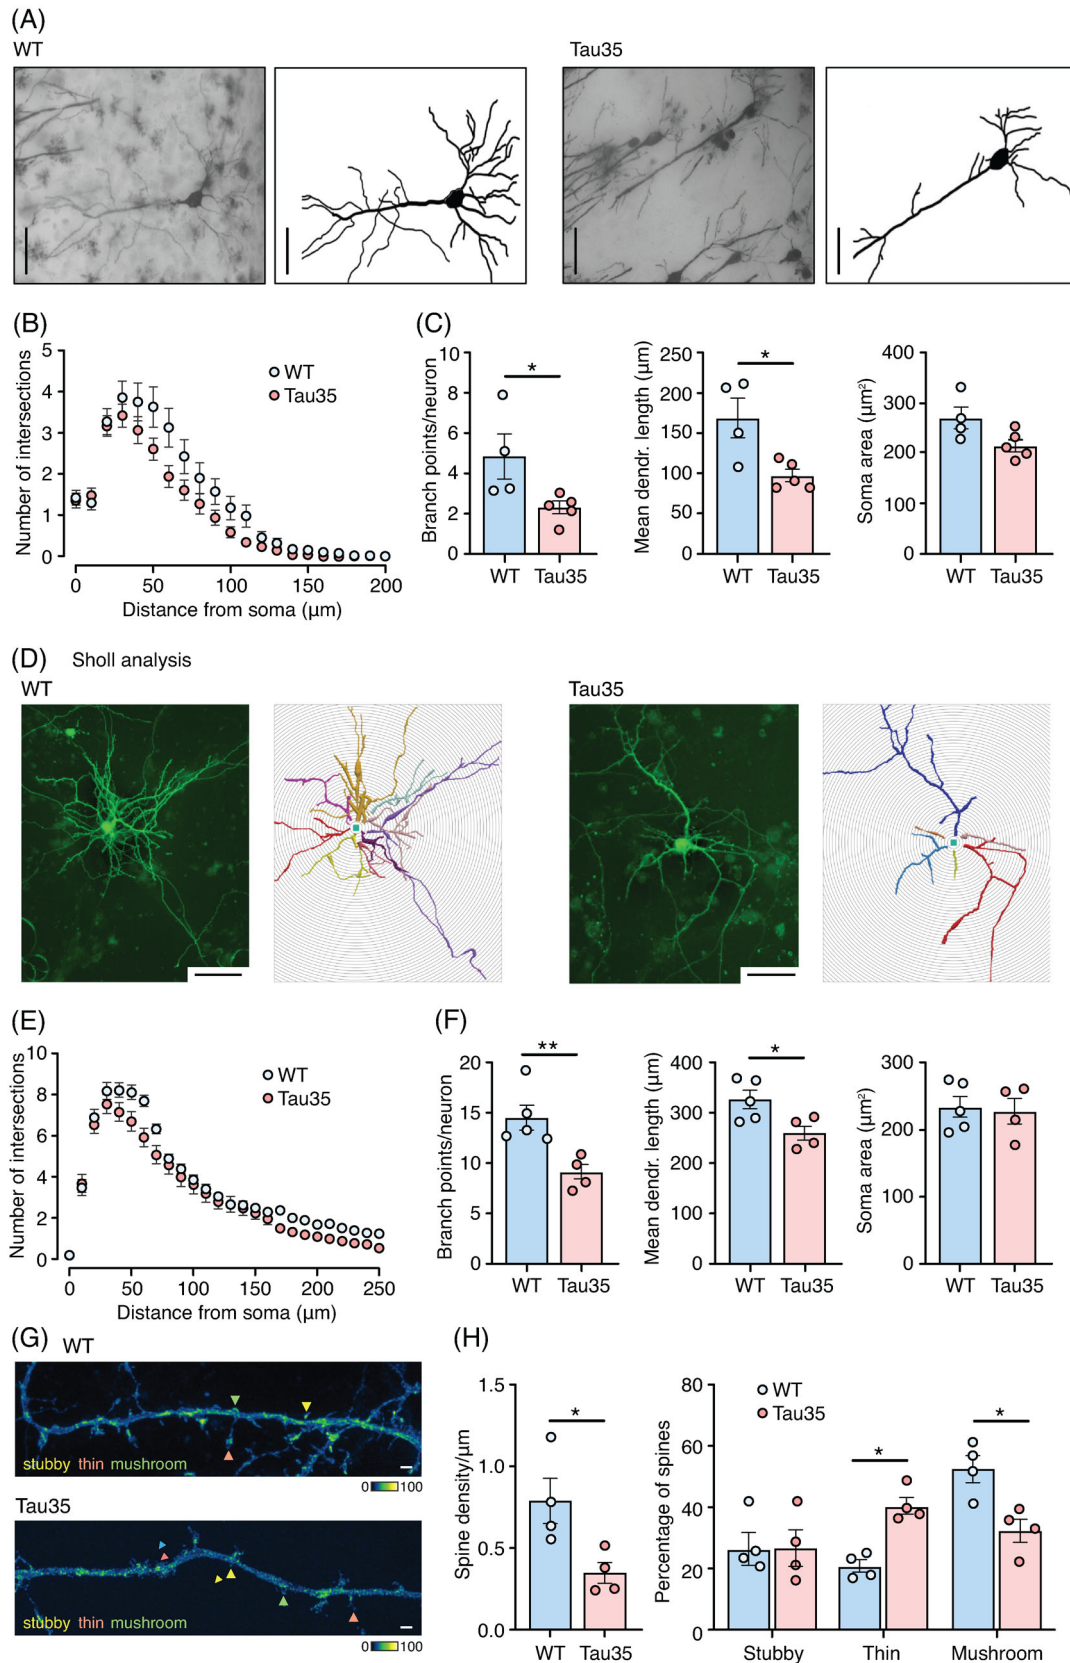 (A)
WT
Tau35
(B)
Number of intersections
5
4
3
2
1
0
WT
Tau35
0
50
100
150
200
Distance from soma (µm)
(C)
Branch points/neuron
10
8
6
4
2
0
*
WT
Tau35
Mean dendr. length (µm)
250
200
150
100
50
0
*
WT
Tau35
Soma area (µm²)
400
300
200
100
0
WT
Tau35
(D) Sholl analysis
WT
Tau35
(E)
Number of intersections
10
8
6
4
2
0
WT
Tau35
0
50
100
150
200
250
Distance from soma (µm)
(F)
Branch points/neuron
20
15
10
5
0
**
WT
Tau35
Mean dendr. length (µm)
400
300
200
100
0
*
WT
Tau35
Soma area (µm²)
300
200
100
0
WT
Tau35
(G) WT
stubby thin mushroom
0 100
Tau35
stubby thin mushroom
0 100
(H)
Spine density/µm
1.5
1.0
0.5
0.0
*
WT
Tau35
Percentage of spines
80
60
40
20
0
WT
Tau35
*
*
Stubby
Thin
Mushroom